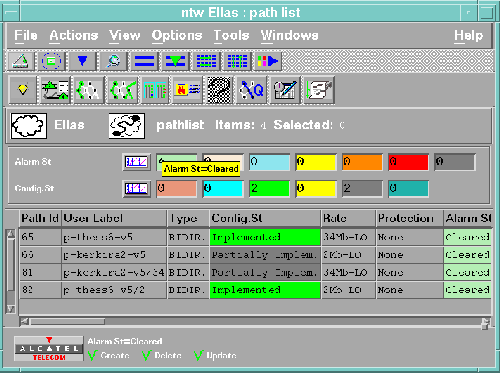 ntw Ellas : path list
File Actions View Options Tools Windows Help
Ellas pathlist Items: 4 Selected: 0
Alarm St 0 0 0 0 0
Alarm St=Cleared
Config.St 0 0 2 0 2 0
Path Id User Label Type Config.St Rate Protection Alarm St
65 p-thess6-v5 BIDIR. Implemented 34Mb-LO None Cleared
66 p-kerkira2-v5 BIDIR. Partially Implem. 2Mb-LO None Cleared
81 p-kerkira2-v5/34 BIDIR. Partially Implem. 34Mb-LO None Cleared
82 p thess6 v5/2 BIDIR. Implemented 2Mb LO None Cleared
ALCATEL
TELECOM
Alarm St=Cleared
Create Delete Update